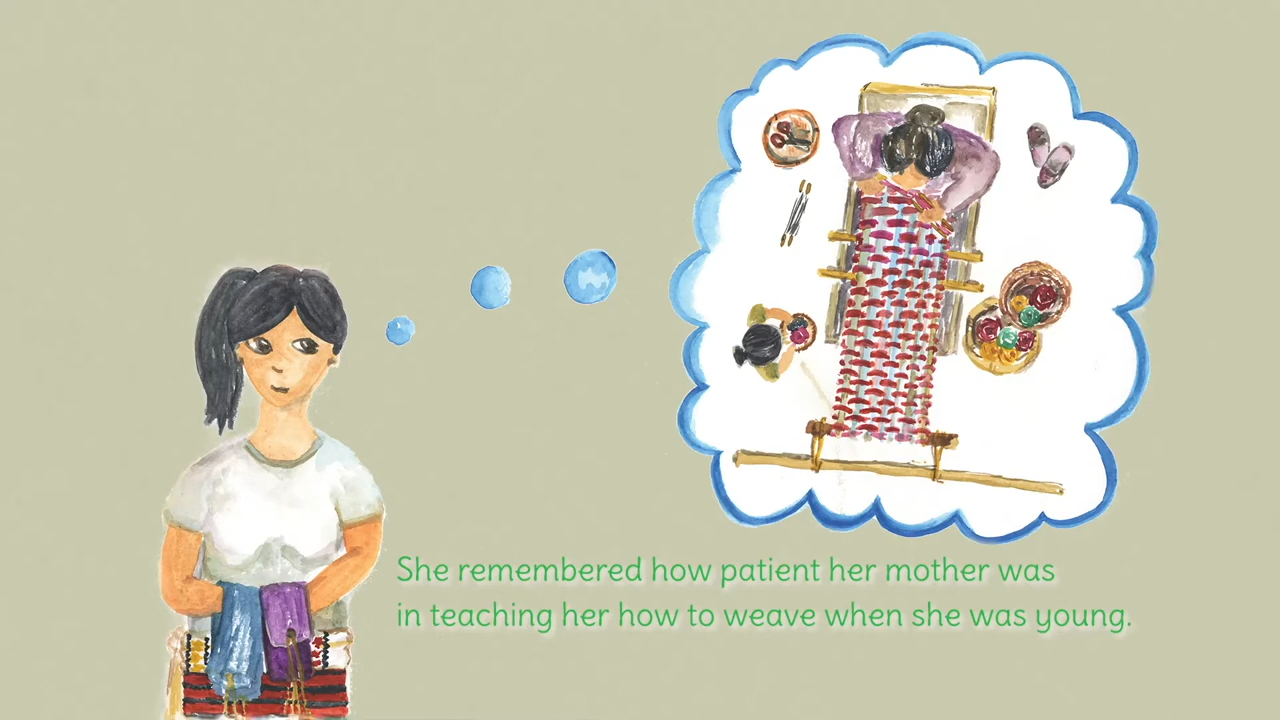 She remembered how patient her mother was
in teaching her how to weave when she was young.